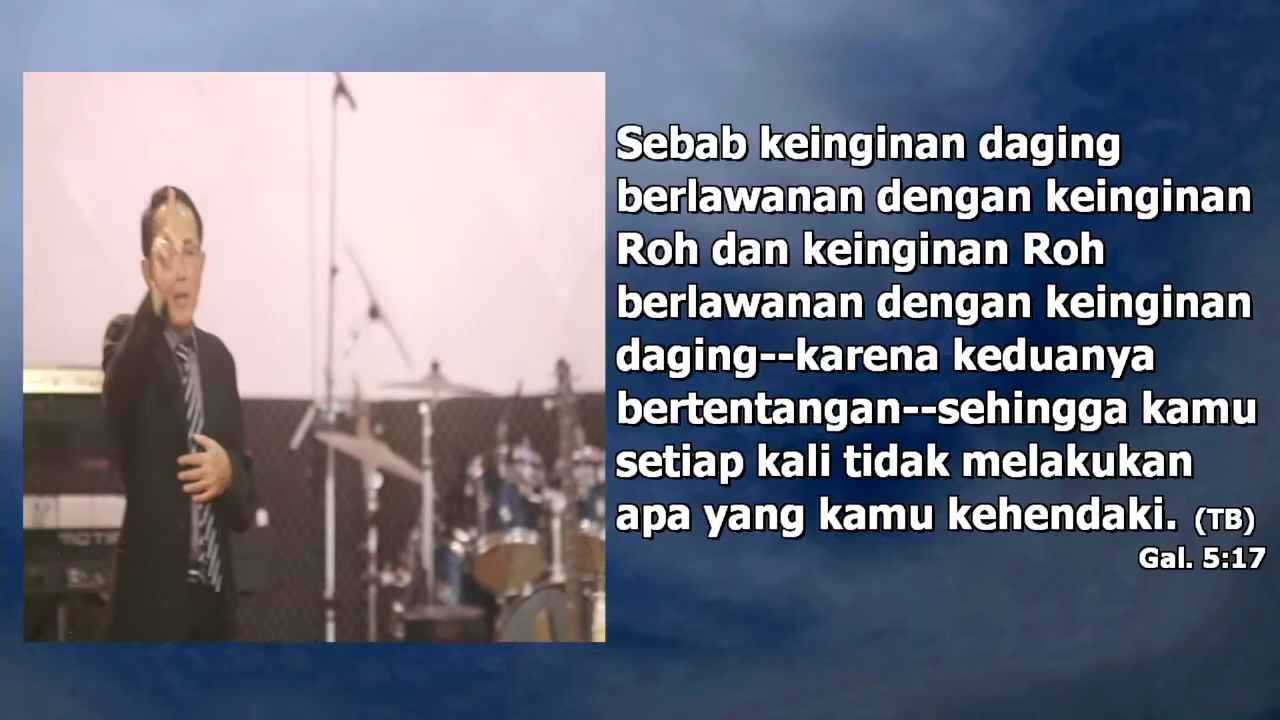 Sebab keinginan daging
berlawanan dengan keinginan
Roh dan keinginan Roh
berlawanan dengan keinginan
daging--karena keduanya
bertentangan--sehingga kamu
setiap kali tidak melakukan
apa yang kamu kehendaki. (TB)
Gal. 5:17